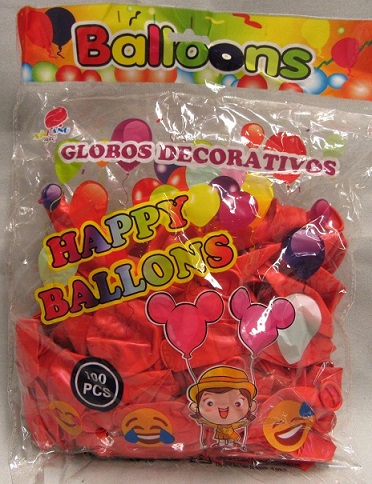 Balloons
GLOBOS DECORATIVOS
HAPPY
BALLONS
100
PCS